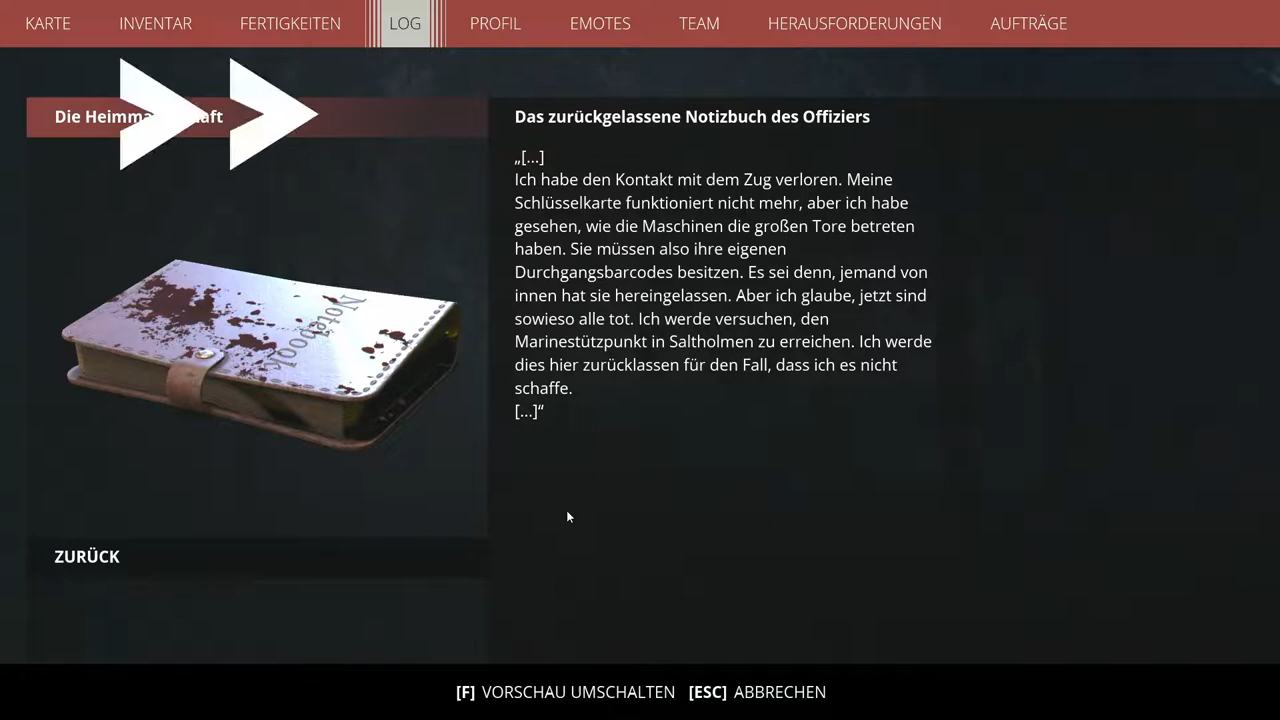 KARTE INVENTAR FERTIGKEITEN LOG PROFIL EMOTES TEAM HERAUSFORDERUNGEN AUFTRÄGE
Die
Das zurückgelassene Notizbuch des Offiziers
„[...]
Ich habe den Kontakt mit dem Zug verloren. Meine
Schlüsselkarte funktioniert nicht mehr, aber ich habe
gesehen, wie die Maschinen die großen Tore betreten
haben. Sie müssen also ihre eigenen
Durchgangsbarcodes besitzen. Es sei denn, jemand von
innen hat sie hereingelassen. Aber ich glaube, jetzt sind
sowieso alle tot. Ich werde versuchen, den
Marinestützpunkt in Saltholmen zu erreichen. Ich werde
dies hier zurücklassen für den Fall, dass ich es nicht
schaffe.
[...]“
Notebook
ZURÜCK
[F] VORSCHAU UMSCHALTEN [ESC] ABBRECHEN